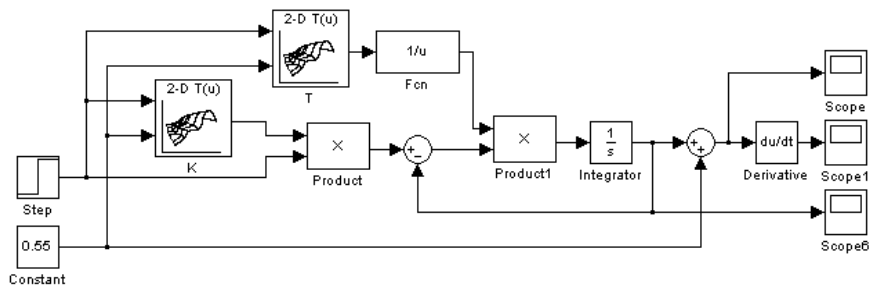 2-D T(u)
T
1/u
Fcn
2-D T(u)
K
×
Product
+
−
×
Product1
1
s
Integrator
+
+
du/dt
Derivative
Scope
Scope1
Scope6
Step
0.55
Constant